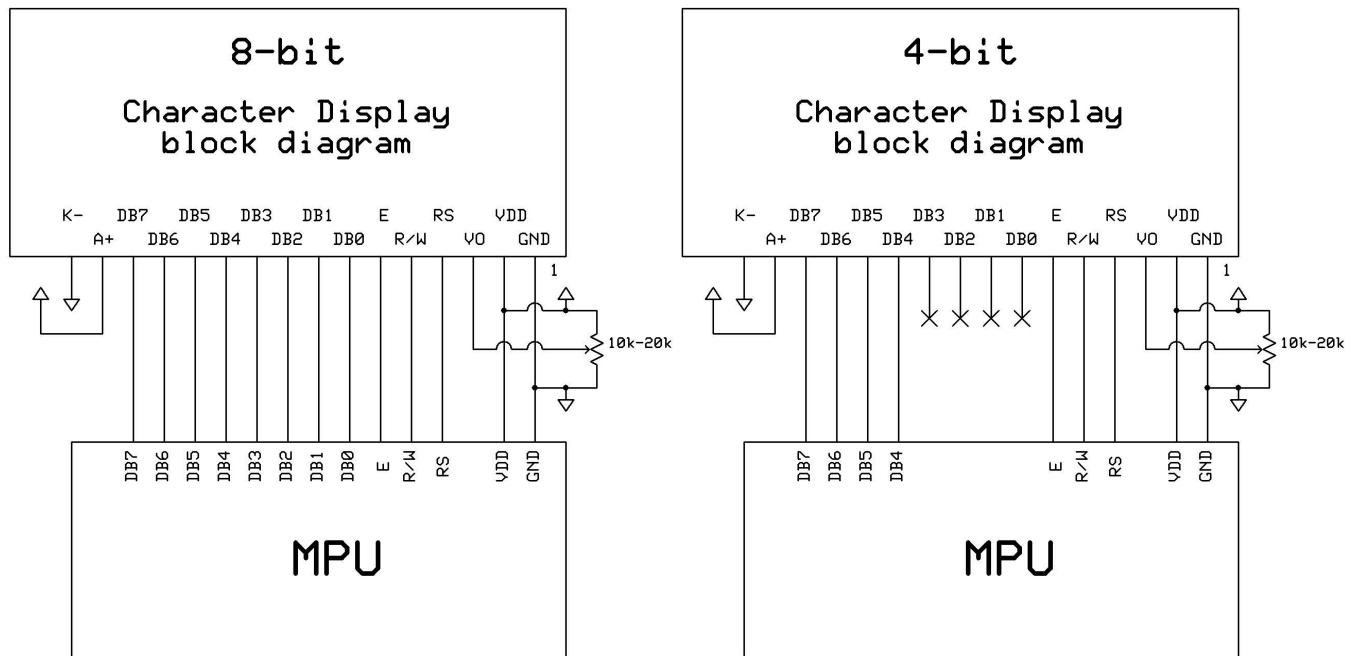 8-bit
Character Display
block diagram
K- DB7 DB5 DB3 DB1 E RS VDD
A+ DB6 DB4 DB2 DB0 R/W VO GND
1
10k-20k
DB7 DB6 DB5 DB4 DB3 DB2 DB1 DB0 E R/W RS VDD GND
MPU
4-bit
Character Display
block diagram
K- DB7 DB5 DB3 DB1 E RS VDD
A+ DB6 DB4 DB2 DB0 R/W VO GND
1
10k-20k
DB7 DB6 DB5 DB4 E R/W RS VDD GND
MPU